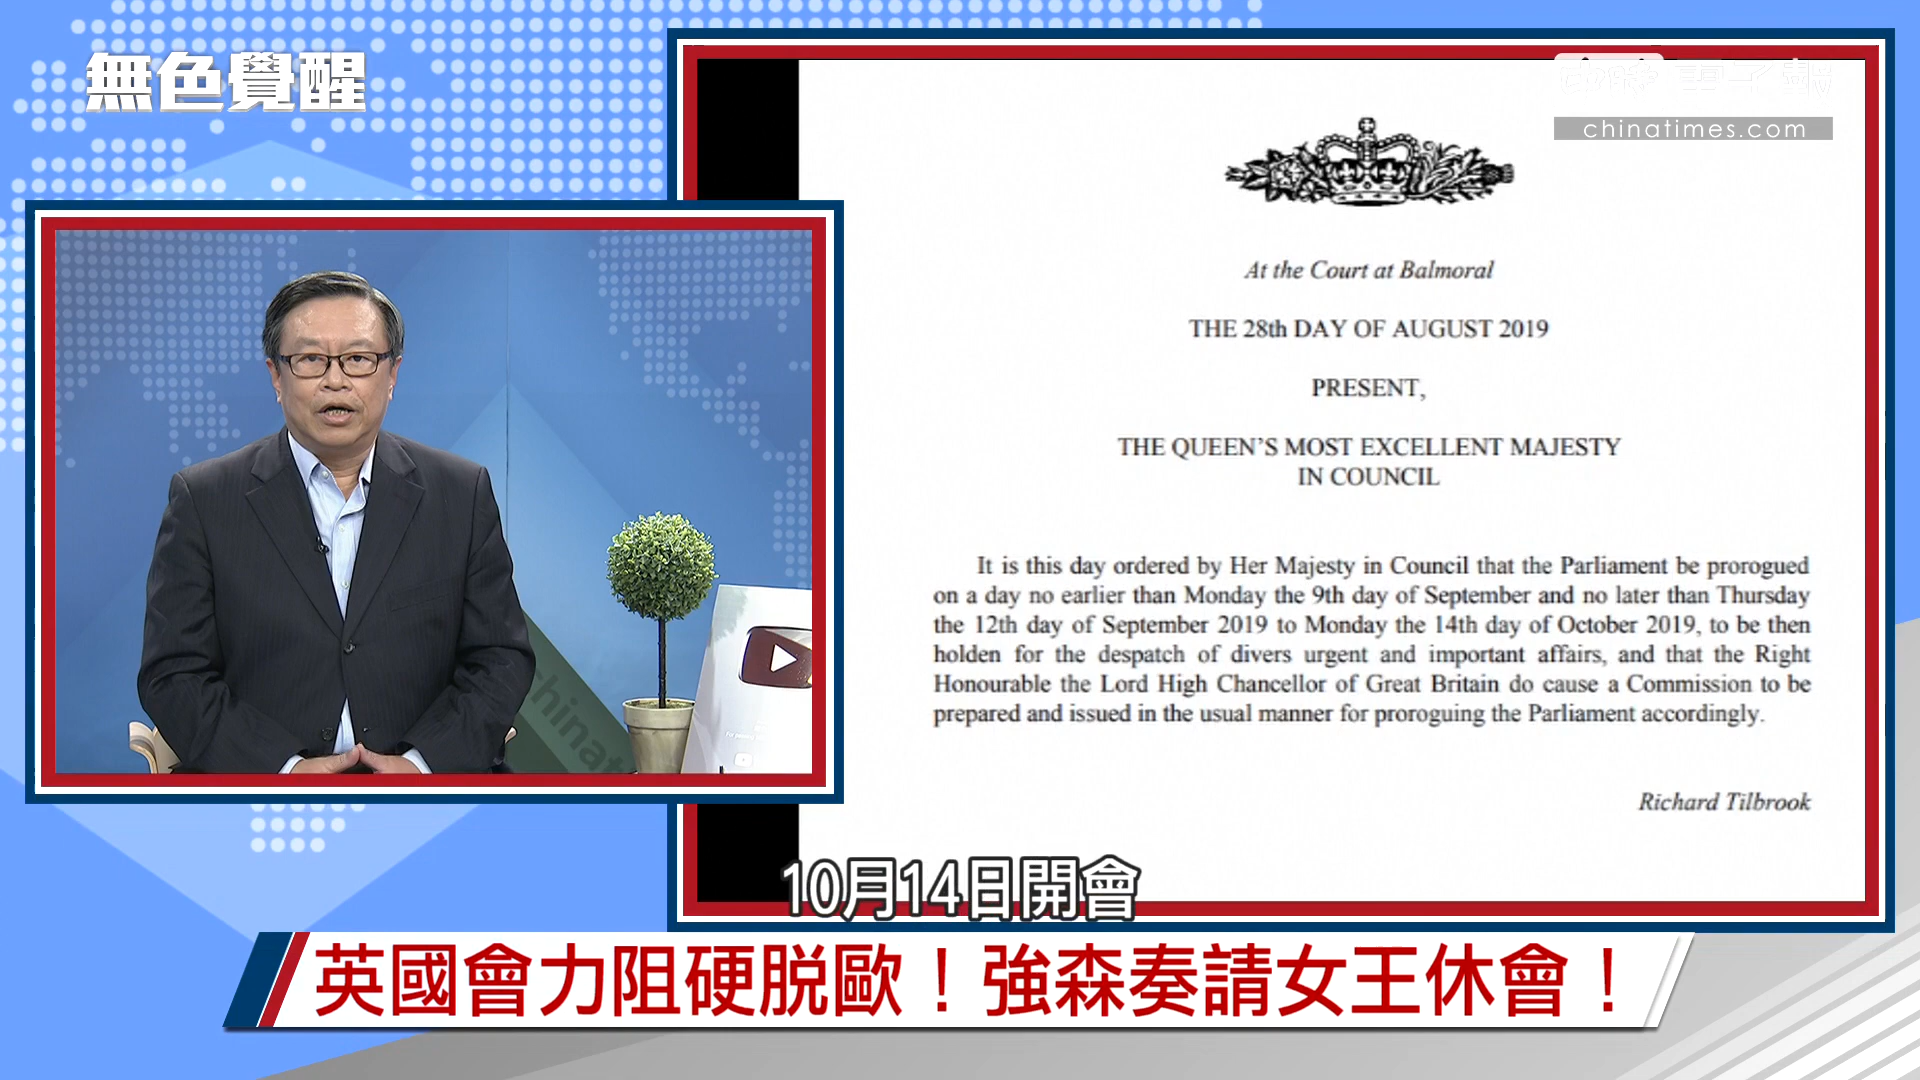 無色覺醒
中時電子報
chinatimes.com
At the Court at Balmoral
THE 28th DAY OF AUGUST 2019
PRESENT,
THE QUEEN’S MOST EXCELLENT MAJESTY
IN COUNCIL
It is this day ordered by Her Majesty in Council that the Parliament be prorogued
on a day no earlier than Monday the 9th day of September and no later than Thursday
the 12th day of September 2019 to Monday the 14th day of October 2019, to be then
holden for the despatch of divers urgent and important affairs, and that the Right
Honourable the Lord High Chancellor of Great Britain do cause a Commission to be
prepared and issued in the usual manner for proroguing the Parliament accordingly.
Richard Tilbrook
chinat
10月14日開會
英國會力阻硬脫歐！強森奏請女王休會！